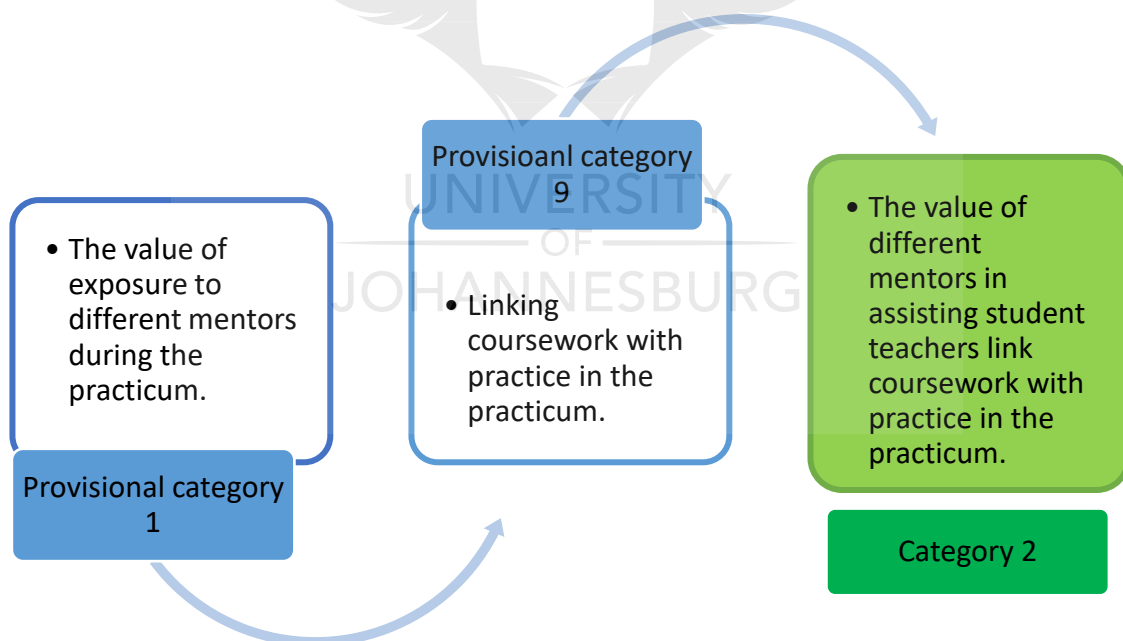 • The value of
exposure to
different mentors
during the
practicum.
Provisional category
1
Provisioanl category
9
• Linking
coursework with
practice in the
practicum.
• The value of
different
mentors in
assisting student
teachers link
coursework with
practice in the
practicum.
Category 2
UNIVERSITY
OF
JOHANNESBURG